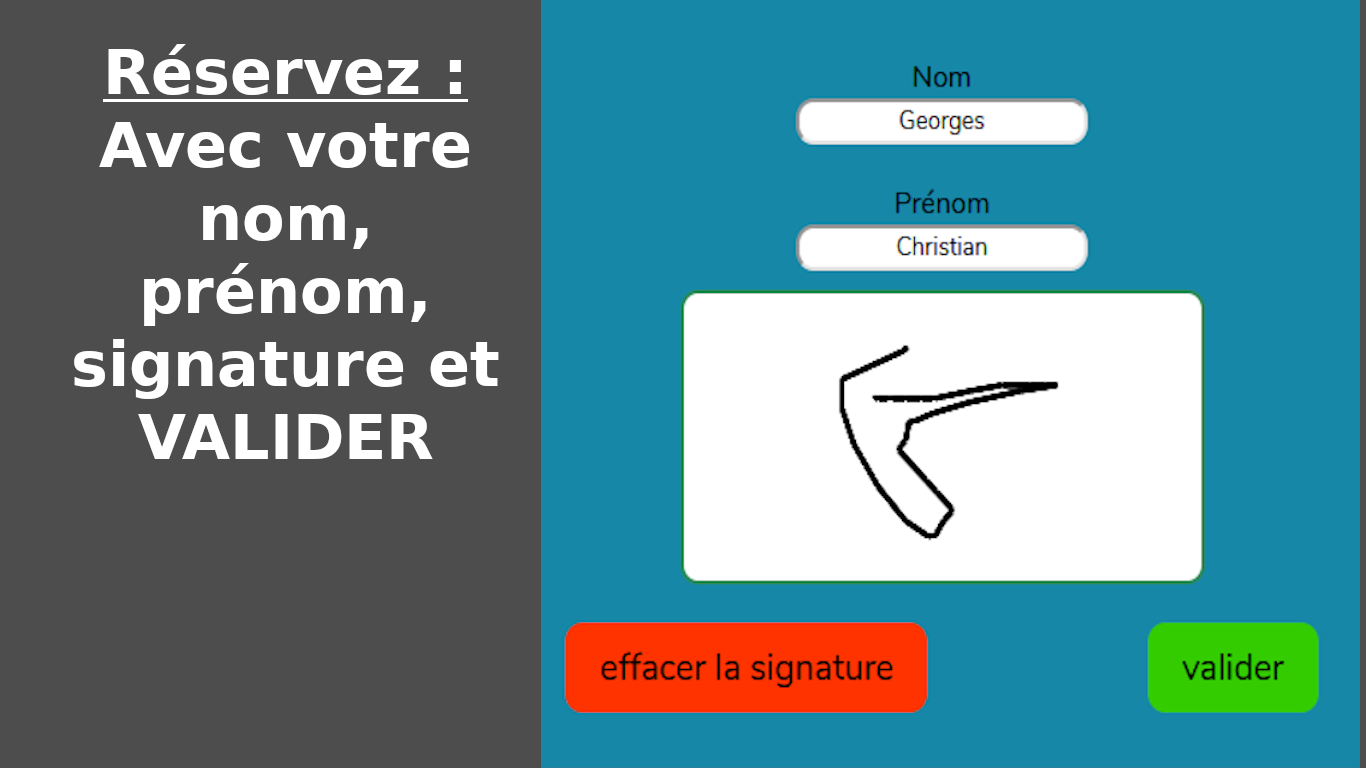 Réservez :
Avec votre
nom,
prénom,
signature et
VALIDER
Nom
Georges
Prénom
Christian
effacer la signature
valider